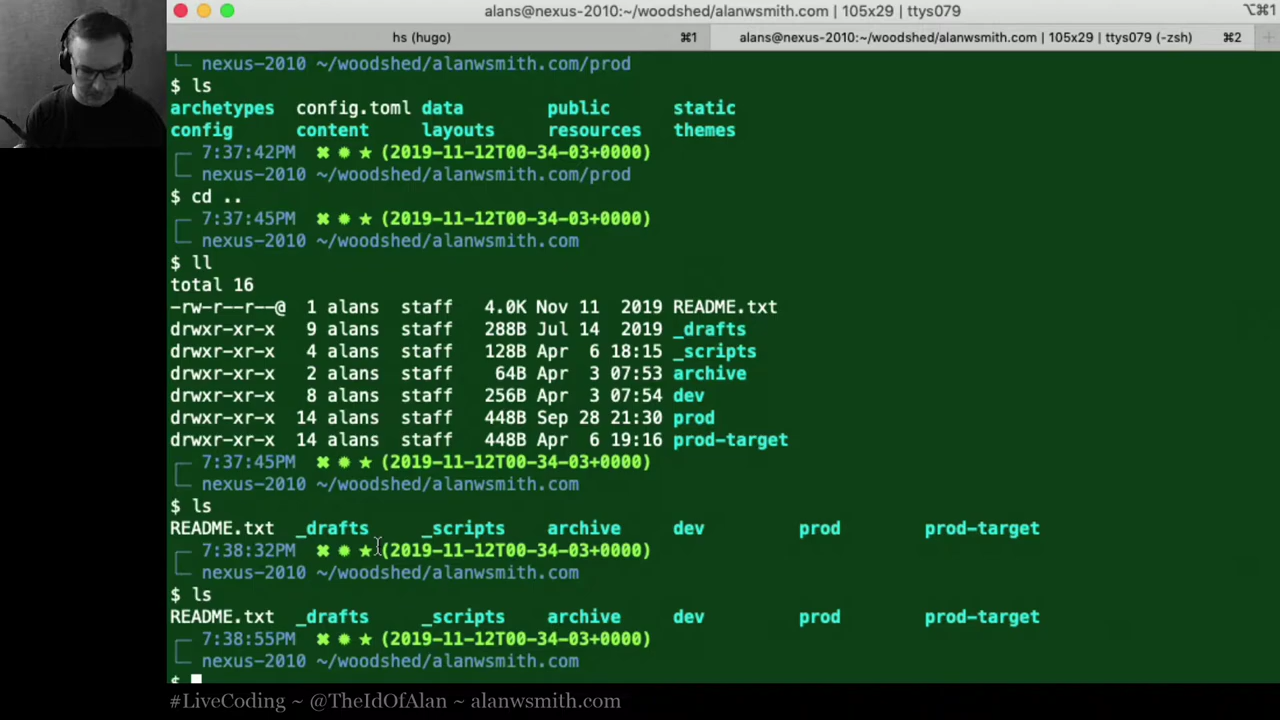 alans@nexus-2010:~/woodshed/alanwsmith.com | 105x29 | ttys079
⌥⌘1
hs (hugo) ⌘1
alans@nexus-2010:~/woodshed/alanwsmith.com | 105x29 | ttys079 (-zsh) ⌘2 +
└─ nexus-2010 ~/woodshed/alanwsmith.com/prod
$ ls
archetypes config.toml data public static
config content layouts resources themes
┌─ 7:37:42PM ✖ ✹ ★ (2019-11-12T00-34-03+0000)
└─ nexus-2010 ~/woodshed/alanwsmith.com/prod
$ cd ..
┌─ 7:37:45PM ✖ ✹ ★ (2019-11-12T00-34-03+0000)
└─ nexus-2010 ~/woodshed/alanwsmith.com
$ ll
total 16
-rw-r--r--@ 1 alans staff 4.0K Nov 11 2019 README.txt
drwxr-xr-x 9 alans staff 288B Jul 14 2019 _drafts
drwxr-xr-x 4 alans staff 128B Apr 6 18:15 _scripts
drwxr-xr-x 2 alans staff 64B Apr 3 07:53 archive
drwxr-xr-x 8 alans staff 256B Apr 3 07:54 dev
drwxr-xr-x 14 alans staff 448B Sep 28 21:30 prod
drwxr-xr-x 14 alans staff 448B Apr 6 19:16 prod-target
┌─ 7:37:45PM ✖ ✹ ★ (2019-11-12T00-34-03+0000)
└─ nexus-2010 ~/woodshed/alanwsmith.com
$ ls
README.txt _drafts _scripts archive dev prod prod-target
┌─ 7:38:32PM ✖ ✹ ★ (2019-11-12T00-34-03+0000)
└─ nexus-2010 ~/woodshed/alanwsmith.com
$ ls
README.txt _drafts _scripts archive dev prod prod-target
┌─ 7:38:55PM ✖ ✹ ★ (2019-11-12T00-34-03+0000)
└─ nexus-2010 ~/woodshed/alanwsmith.com
$
#LiveCoding ~ @TheIdOfAlan ~ alanwsmith.com